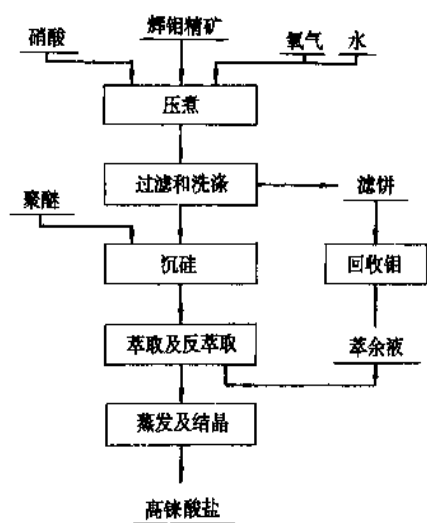 辉钼精矿
硝酸
氧气 水
压煮
过滤和洗涤
滤饼
聚醚
沉硅
回收钼
萃取及反萃取
萃余液
蒸发及结晶
高铼酸盐